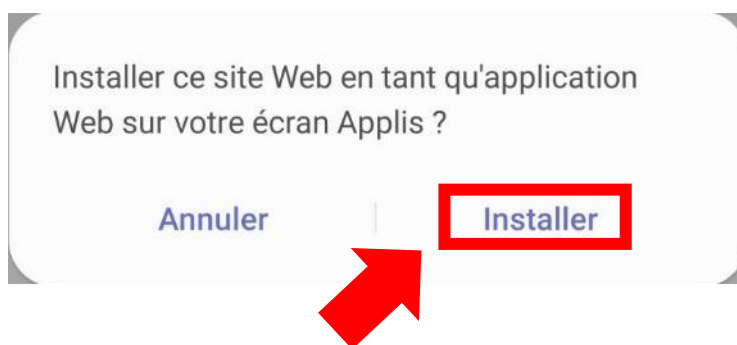 Installer ce site Web en tant qu'application
Web sur votre écran Applis ?
Annuler
Installer